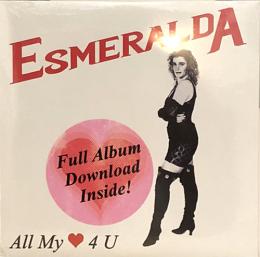 ESMERALDA
Full Album
Download
Inside!
All My ❤ 4 U